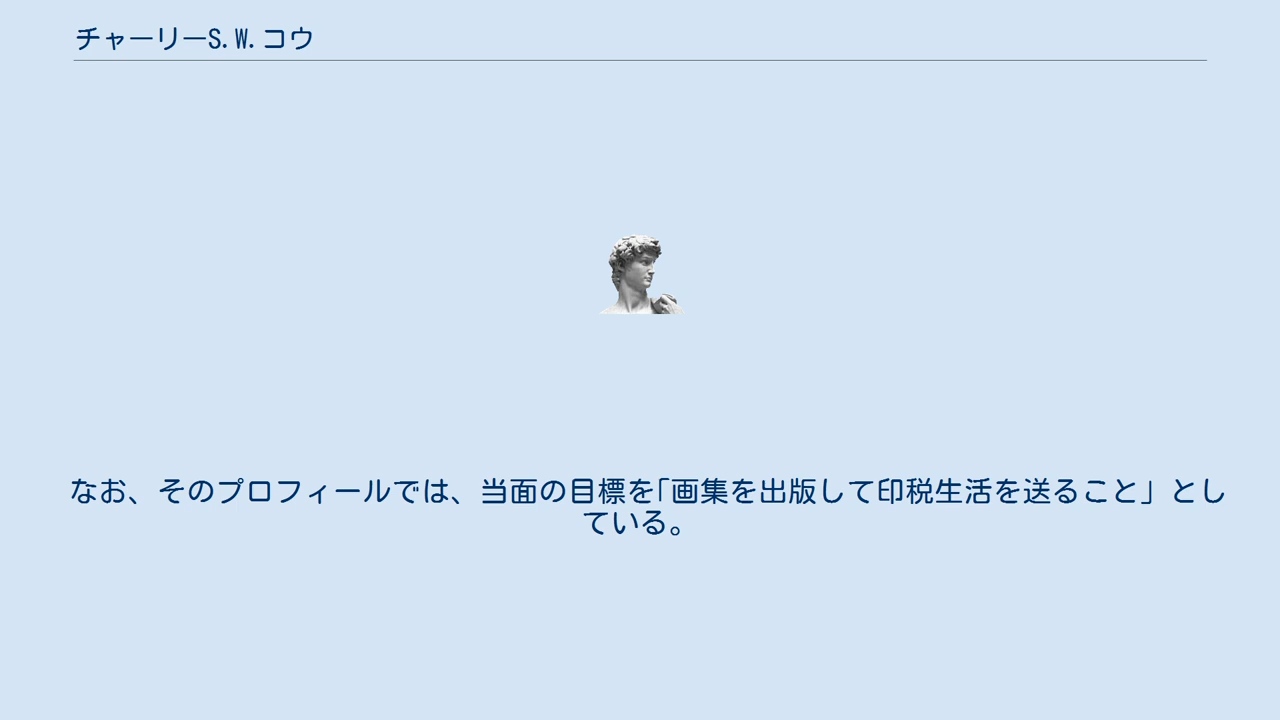 チャーリーS.W.コウ
なお、そのプロフィールでは、当面の目標を｢画集を出版して印税生活を送ること」とし
ている。